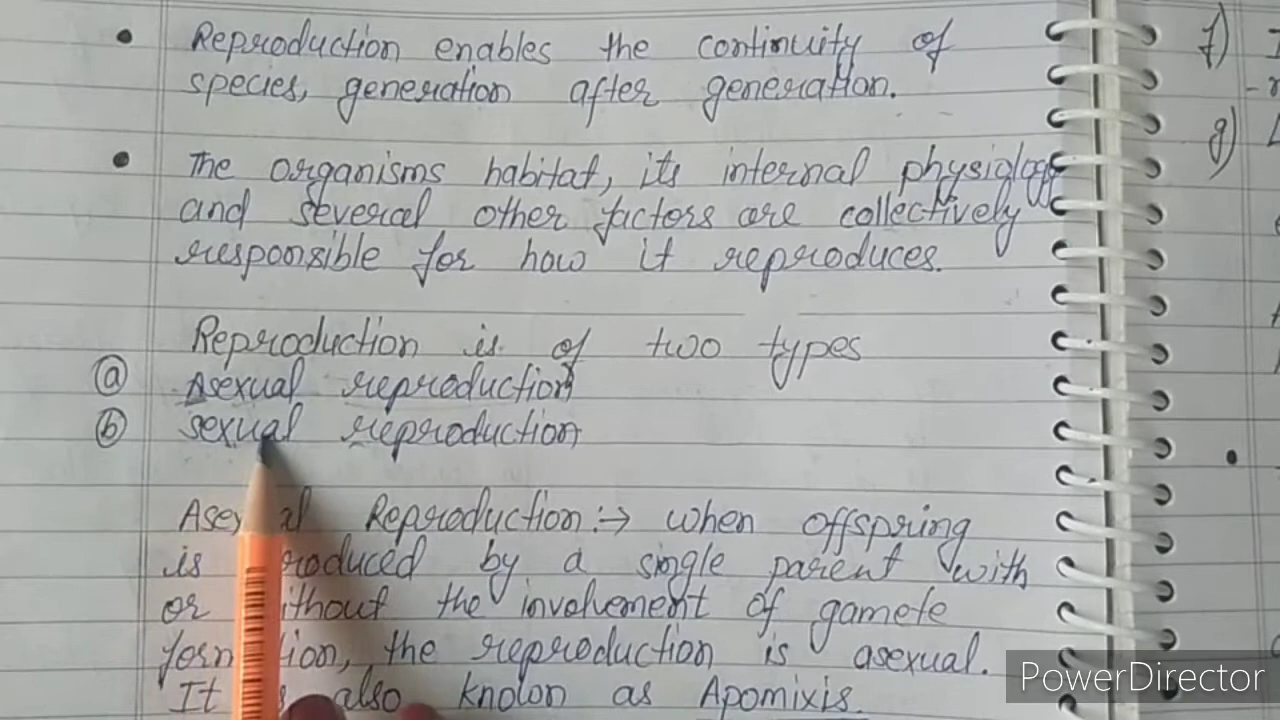 • Reproduction enables the continuity of
species, generation after generation.
• The organisms habitat, its internal physiology
and several other factors are collectively
responsible for how it reproduces.
Reproduction is of two types
ⓐ Asexual reproduction
ⓑ sexual reproduction
Reproduction :→ when offspring
is by a single parent with
or the involvement of gamete
the reproduction is asexual.
It also known as Apomixis.
f)
g)
PowerDirector